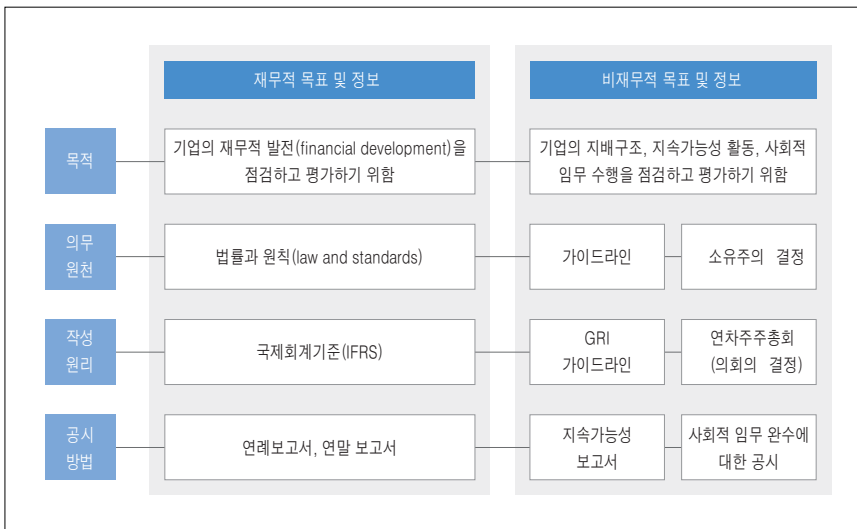 재무적 목표 및 정보
비재무적 목표 및 정보
목적
기업의 재무적 발전(financial development)을
점검하고 평가하기 위함
기업의 지배구조, 지속가능성 활동, 사회적
임무 수행을 점검하고 평가하기 위함
의무
원천
법률과 원칙(law and standards)
가이드라인
소유주의 결정
작성
원리
국제회계기준(IFRS)
GRI
가이드라인
연차주주총회
(의회의 결정)
공시
방법
연례보고서, 연말 보고서
지속가능성
보고서
사회적 임무 완수에
대한 공시